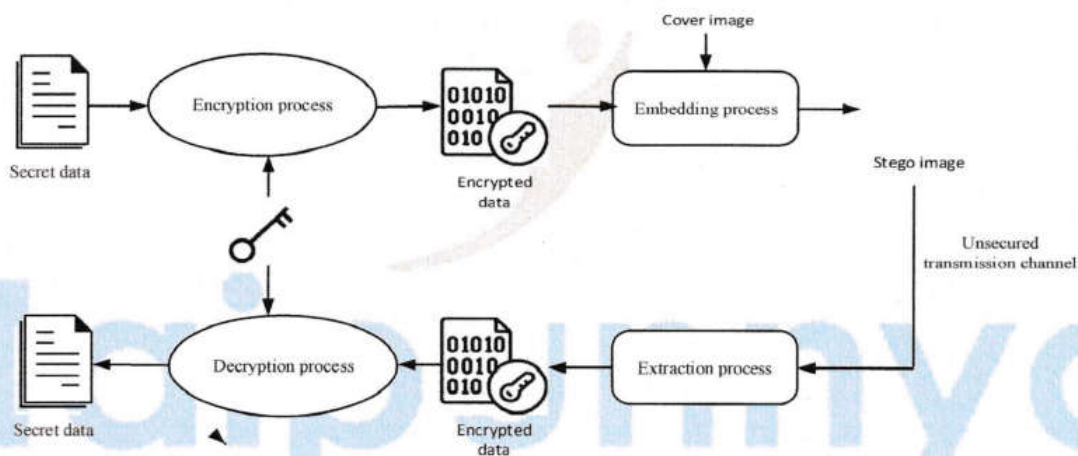 Cover image
Encryption process
01010
0010
010
Embedding process
Secret data
Encrypted
data
Stego image
Unsecured
transmission channel
Decryption process
01010
0010
010
Extraction process
Secret data
Encrypted
data